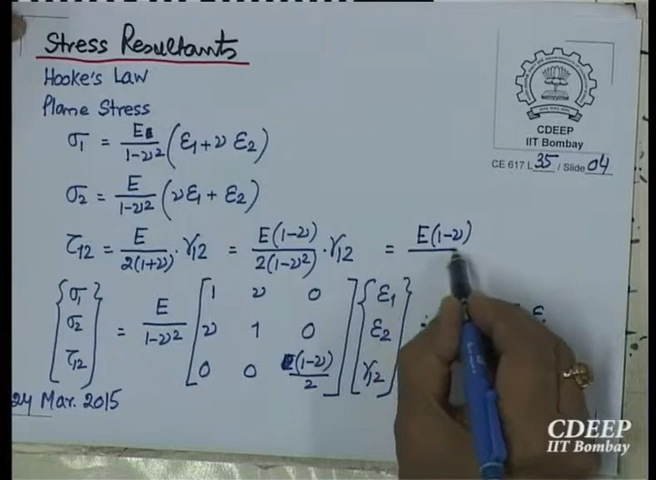 Stress Resultants
Hooke's Law
Plane Stress
σ1 = E/(1-ν²) (ε1 + ν ε2)
σ2 = E/(1-ν²) (ν ε1 + ε2)
τ12 = E/(2(1+ν)) · γ12 = E(1-ν)/(2(1-ν²)) · γ12 = E(1-ν)
{σ1 σ2 τ12} = E/(1-ν²) [1 ν 0; ν 1 0; 0 0 (1-ν)/2] {ε1 ε2 γ12}
CDEEP
IIT Bombay
CE 617 L 35 / Slide 04
24 Mar. 2015
CDEEP
IIT Bombay